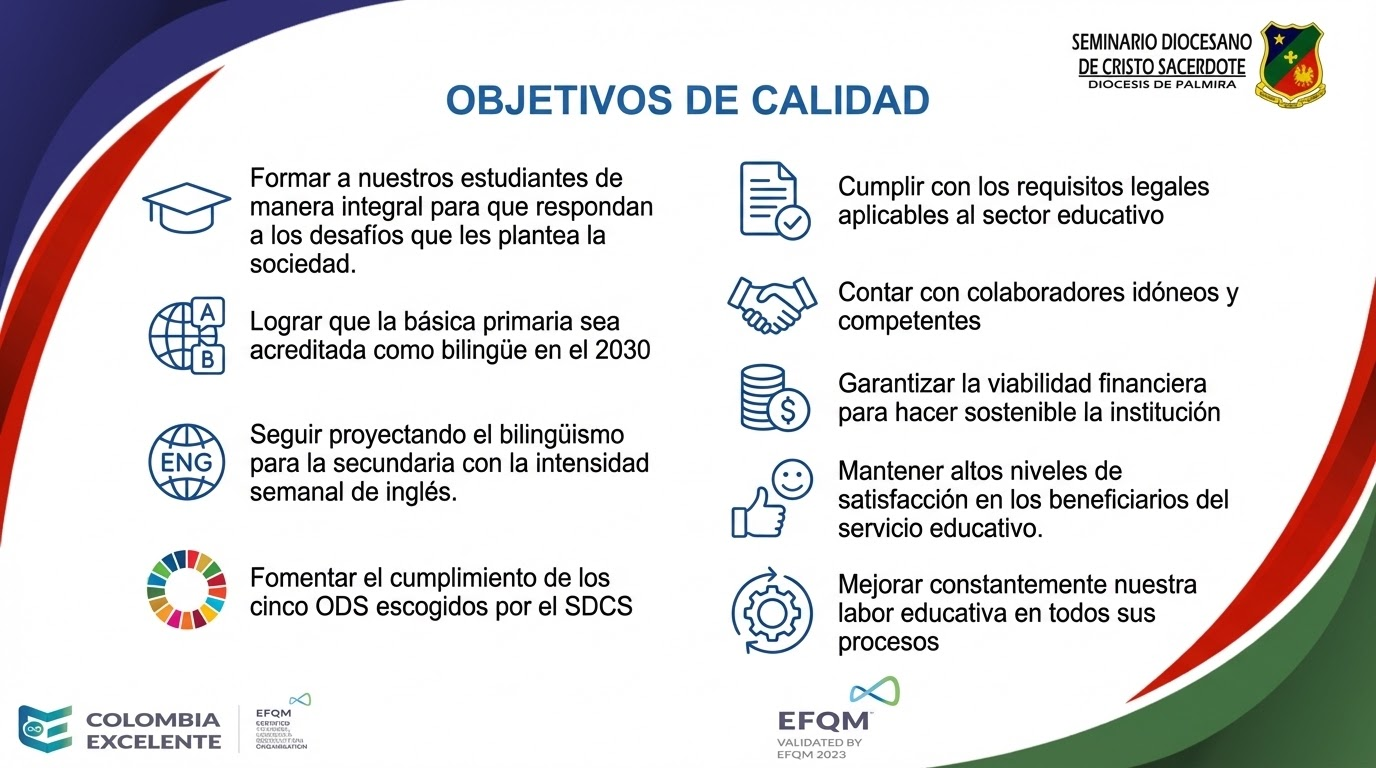 SEMINARIO DIOCESANO
DE CRISTO SACERDOTE
DIÓCESIS DE PALMIRA
OBJETIVOS DE CALIDAD
Formar a nuestros estudiantes de
manera integral para que respondan
a los desafíos que les plantea la
sociedad.
A
B
Lograr que la básica primaria sea
acreditada como bilingüe en el 2030
ENG
Seguir proyectando el bilingüismo
para la secundaria con la intensidad
semanal de inglés.
Fomentar el cumplimiento de los
cinco ODS escogidos por el SDCS
Cumplir con los requisitos legales
aplicables al sector educativo
Contar con colaboradores idóneos y
competentes
$
Garantizar la viabilidad financiera
para hacer sostenible la institución
Mantener altos niveles de
satisfacción en los beneficiarios del
servicio educativo.
Mejorar constantemente nuestra
labor educativa en todos sus
procesos
COLOMBIA
EXCELENTE
EFQM
ORGANISATION
EFQM™
VALIDATED BY
EFQM 2023